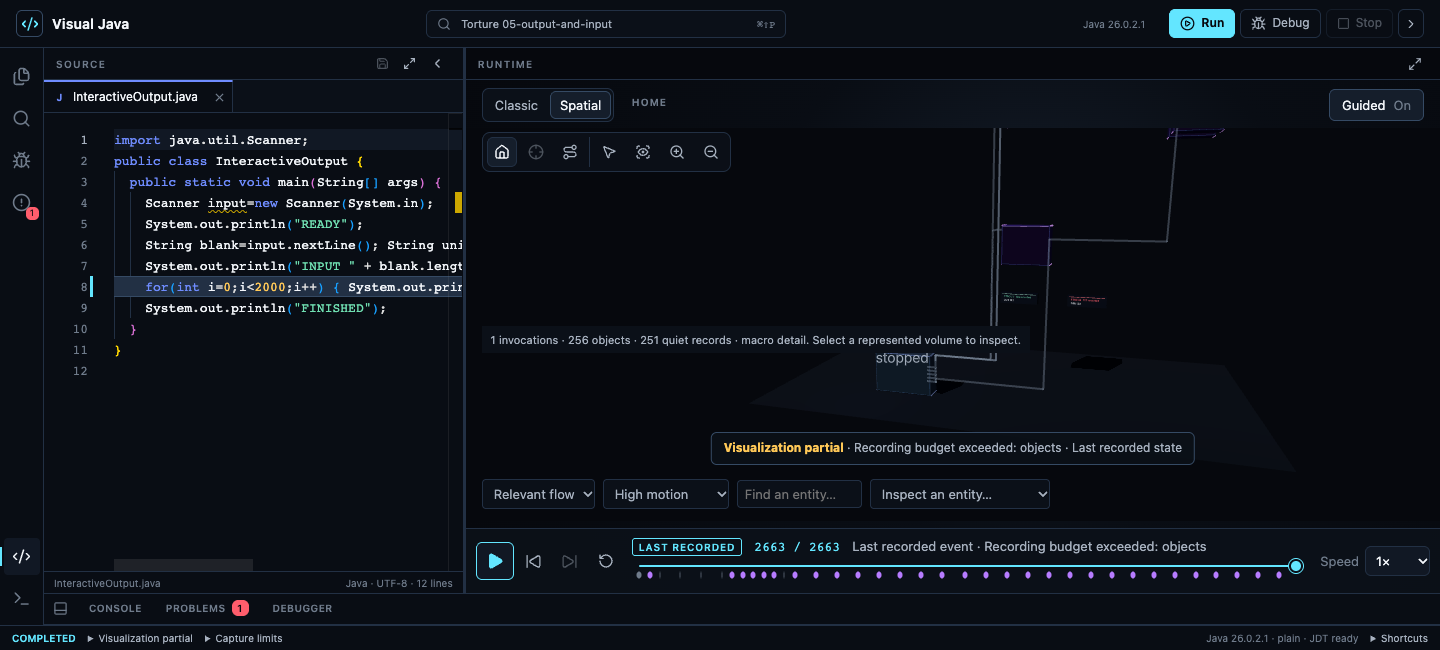 Visual Java
Torture 05-output-and-input
Java 26.0.2.1
Run
Debug
Stop
SOURCE
J InteractiveOutput.java
1 import java.util.Scanner;
2 public class InteractiveOutput {
3 public static void main(String[] args) {
4 Scanner input=new Scanner(System.in);
5 System.out.println("READY");
6 String blank=input.nextLine(); String uni
7 System.out.println("INPUT " + blank.lengt
8 for(int i=0;i<2000;i++) { System.out.prin
9 System.out.println("FINISHED");
10 }
11 }
12
InteractiveOutput.java
Java · UTF-8 · 12 lines
RUNTIME
Classic
Spatial
HOME
Guided On
1 invocations · 256 objects · 251 quiet records · macro detail. Select a represented volume to inspect.
stopped
Visualization partial · Recording budget exceeded: objects · Last recorded state
Relevant flow
High motion
Find an entity...
Inspect an entity...
LAST RECORDED 2663 / 2663 Last recorded event · Recording budget exceeded: objects
Speed 1×
CONSOLE
PROBLEMS 1
DEBUGGER
1
COMPLETED
Visualization partial
Capture limits
Java 26.0.2.1 · plain · JDT ready
Shortcuts